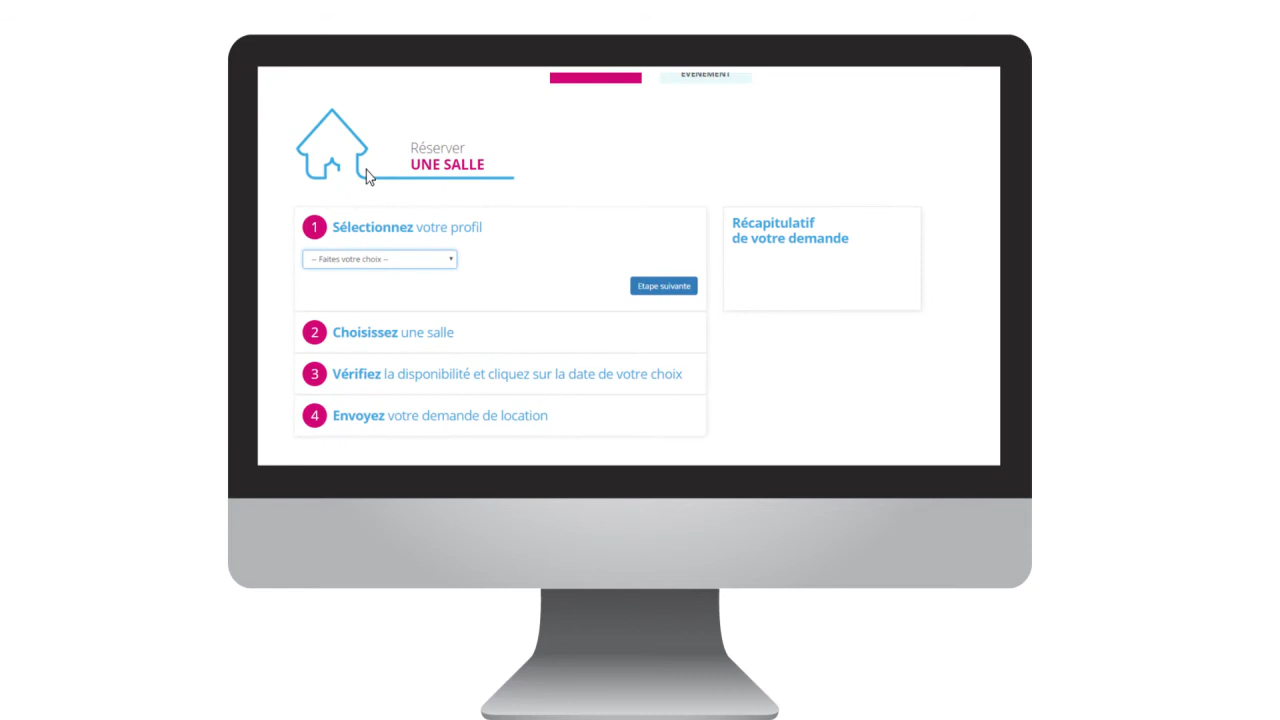 EVENEMENT
Réserver
UNE SALLE
1 Sélectionnez votre profil
-- Faites votre choix --
Etape suivante
2 Choisissez une salle
3 Vérifiez la disponibilité et cliquez sur la date de votre choix
4 Envoyez votre demande de location
Récapitulatif
de votre demande